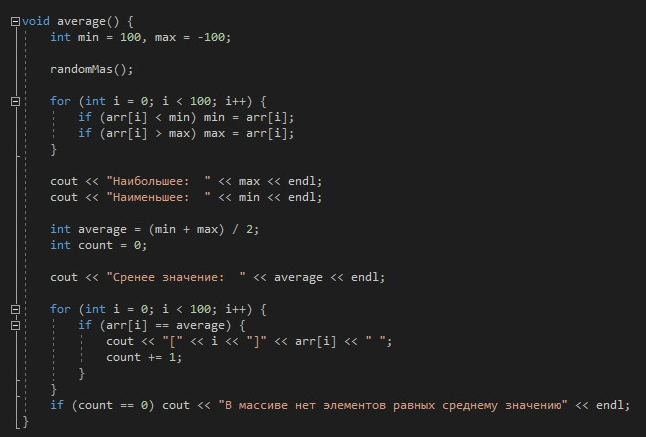 void average() {
    int min = 100, max = -100;

    randomMas();

    for (int i = 0; i < 100; i++) {
        if (arr[i] < min) min = arr[i];
        if (arr[i] > max) max = arr[i];
    }

    cout << "Наибольшее:  " << max << endl;
    cout << "Наименьшее:  " << min << endl;

    int average = (min + max) / 2;
    int count = 0;

    cout << "Сренее значение:  " << average << endl;

    for (int i = 0; i < 100; i++) {
        if (arr[i] == average) {
            cout << "[" << i << "]" << arr[i] << " ";
            count += 1;
        }
    }
    if (count == 0) cout << "В массиве нет элементов равных среднему значению" << endl;
}